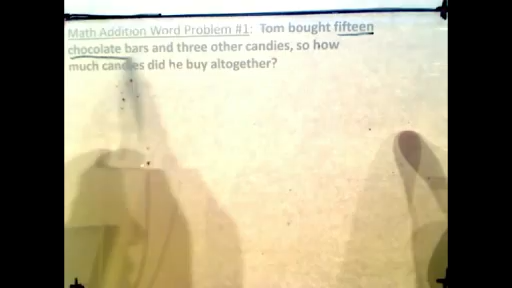 Math Addition Word Problem #1: Tom bought fifteen
chocolate bars and three other candies, so how
much candies did he buy altogether?